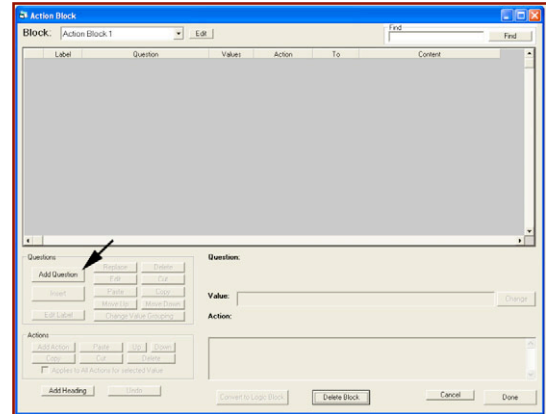 Action Block
Block: Action Block 1 Edit Find Find
Label Question Values Action To Content
Questions
Add Question Replace Delete
Edit Cut
Insert Paste Copy
Move Up Move Down
Edit Label Change Value Grouping
Question:
Value: Change
Action:
Actions
Add Action Paste Up Down
Copy Cut Delete
Applies to All Actions for selected Value
Add Heading Undo Convert to Logic Block Delete Block Cancel Done